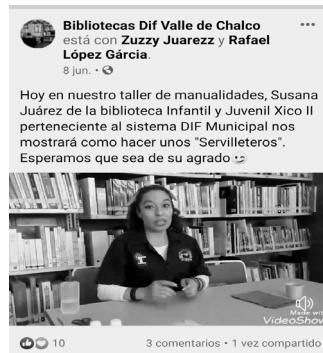 Bibliotecas Dif Valle de Chalco
está con Zuzzy Juarezz y Rafael
López Gárcia.
8 jun. •
Hoy en nuestro taller de manualidades, Susana
Juárez de la biblioteca Infantil y Juvenil Xico II
perteneciente al sistema DIF Municipal nos
mostrará como hacer unos "Servilleteros".
Esperamos que sea de su agrado
Made wit
VideoShow
10
3 comentarios • 1 vez compartido